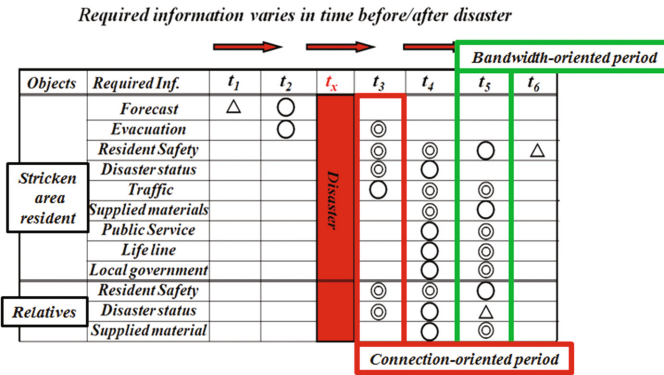 Required information varies in time before/after disaster
Bandwidth-oriented period
Objects Required Inf. t1 t2 tx t3 t4 t5 t6
Forecast △ ○
Evacuation ○ ◎
Resident Safety ◎ ◎ ○ △
Disaster status ◎ ○
Traffic ○ ◎ ◎
Supplied materials ◎ ○
Public Service ○ ◎
Life line ○ ◎
Local government ○ ◎
Stricken
area
resident
Disaster
Resident Safety ◎ ◎ ○
Relatives Disaster status ◎ ○ △
Supplied material ○ ◎
Connection-oriented period